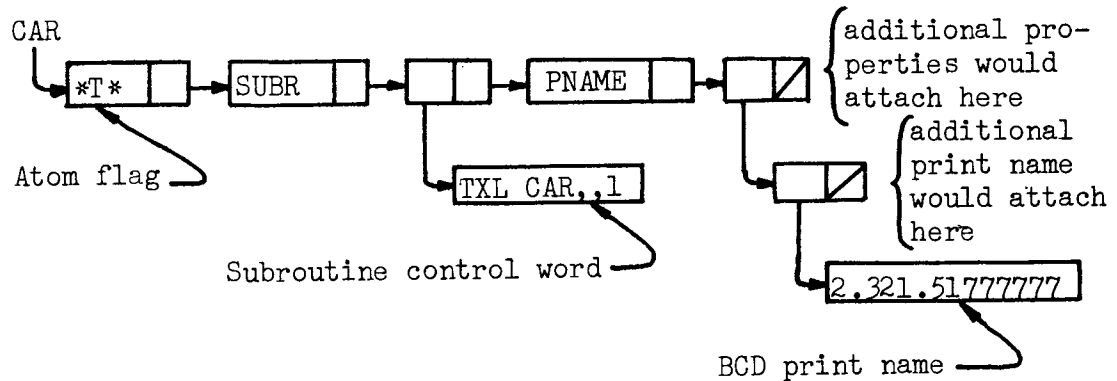 CAR
*T*
SUBR
PNAME
additional pro-
perties would
attach here
Atom flag
TXL CAR,,1
additional
print name
would attach
here
Subroutine control word
2.321.51777777
BCD print name